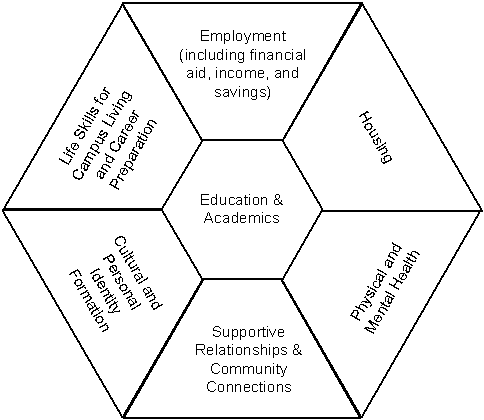 Employment
(including financial
aid, income, and
savings)
Life Skills for
Campus Living
and Career
Preparation
Housing
Education &
Academics
Cultural and
Personal
Identity
Formation
Physical and
Mental Health
Supportive
Relationships &
Community
Connections